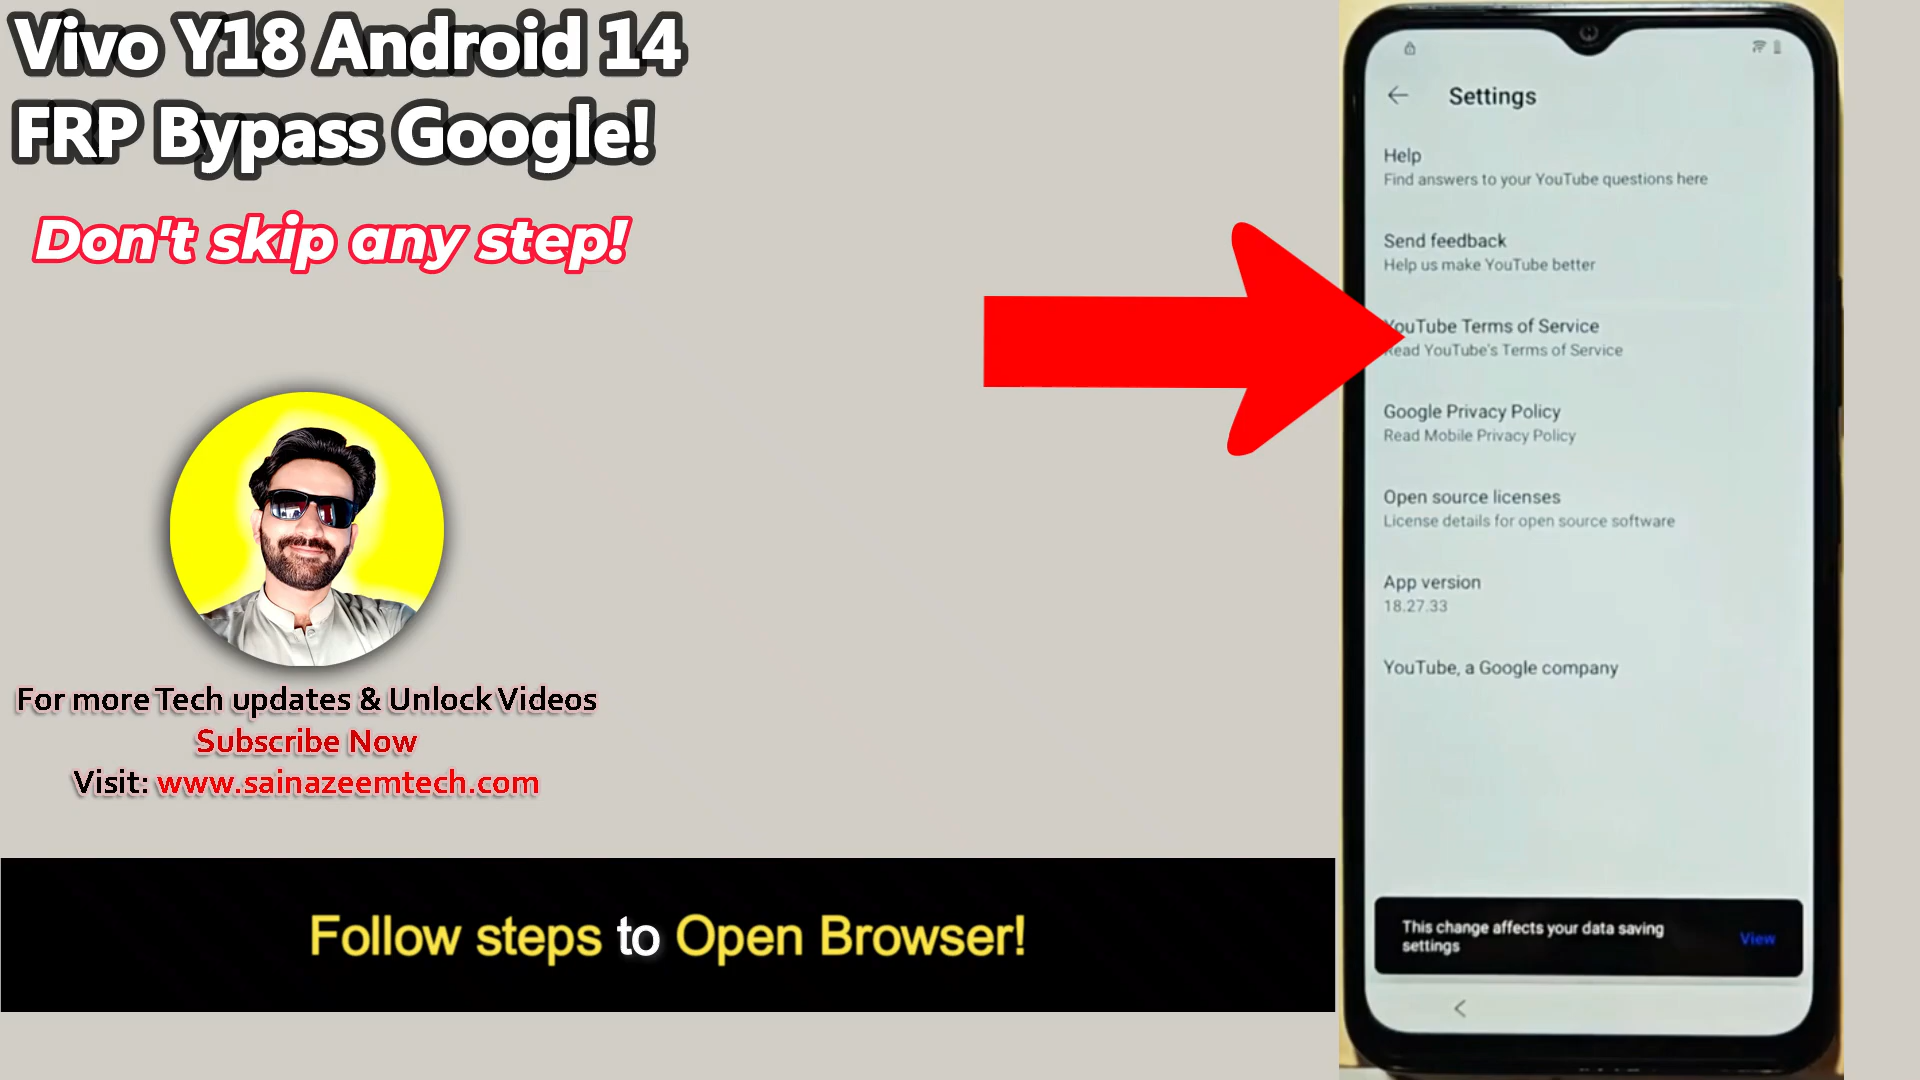 Vivo Y18 Android 14
FRP Bypass Google!
Don't skip any step!
For more Tech updates & Unlock Videos
Subscribe Now
Visit: www.sainazeemtech.com
Follow steps to Open Browser!
Settings
Help
Find answers to your YouTube questions here
Send feedback
Help us make YouTube better
YouTube Terms of Service
Read YouTube's Terms of Service
Google Privacy Policy
Read Mobile Privacy Policy
Open source licenses
License details for open source software
App version
18.27.33
YouTube, a Google company
This change affects your data saving
settings
View